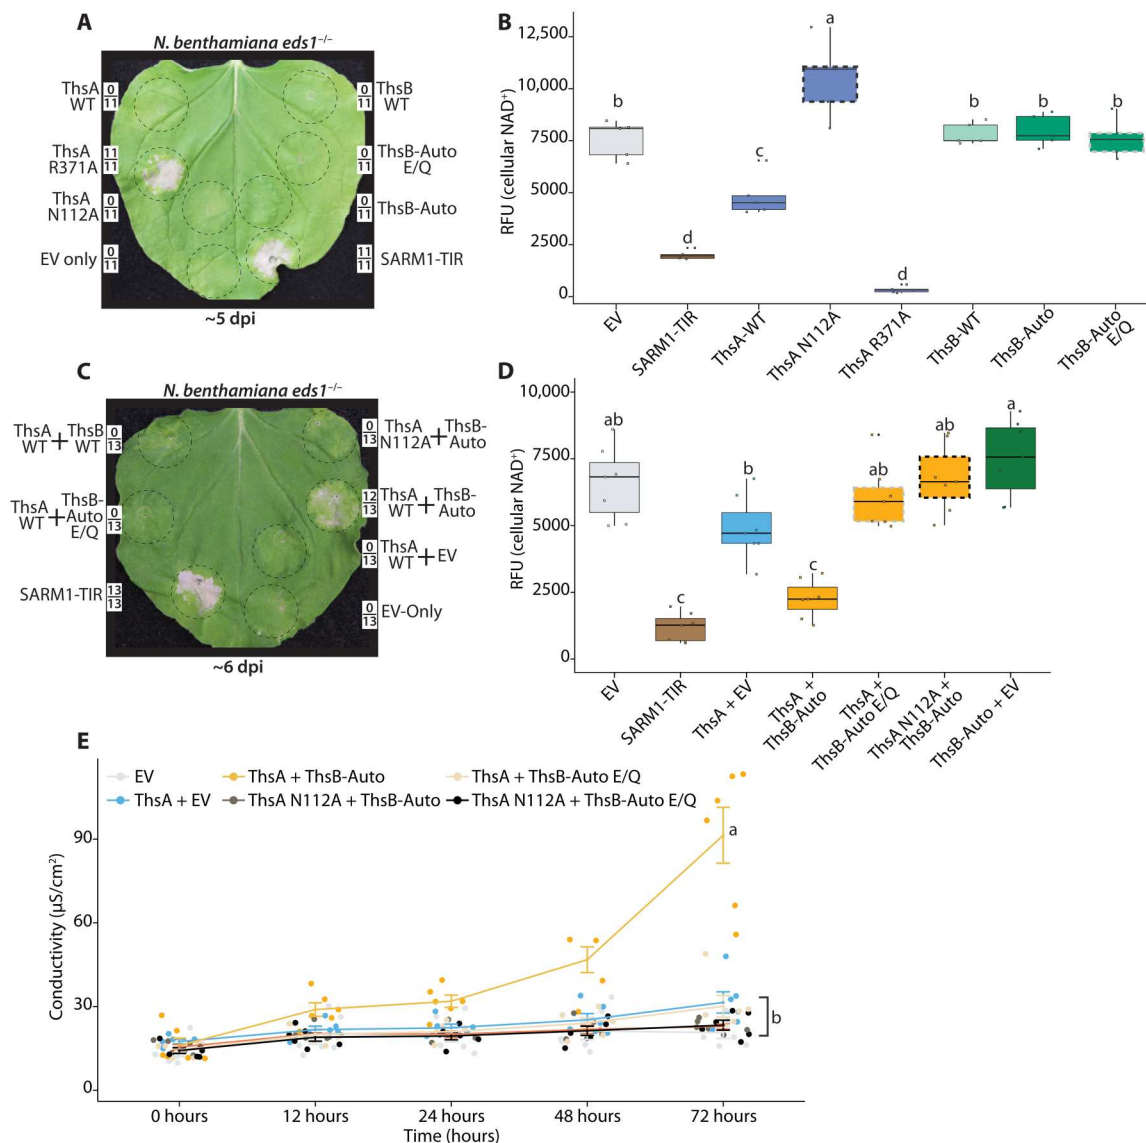 A
N. benthamiana eds1⁻/⁻
ThsA
WT
0
11
ThsA
R371A
11
11
ThsA
N112A
0
11
EV only
0
11
0
11
ThsB
WT
0
11
ThsB-Auto
E/Q
0
11
ThsB-Auto
11
11
SARM1-TIR
~5 dpi
B
RFU (cellular NAD⁺)
12,500
10,000
7500
5000
2500
0
b
d
c
a
d
b
b
b
EV
SARM1-TIR
ThsA-WT
ThsA N112A
ThsA R371A
ThsB-WT
ThsB-Auto
ThsB-Auto
E/Q
C
N. benthamiana eds1⁻/⁻
ThsA
WT
+
ThsB
WT
0
13
ThsA
WT
+
ThsB-
Auto
E/Q
0
13
SARM1-TIR
13
13
0
13
ThsA
N112A
+
ThsB-
Auto
12
13
ThsA
WT
+
ThsB-
Auto
0
13
ThsA
WT
+
EV
0
13
EV-Only
~6 dpi
D
RFU (cellular NAD⁺)
10,000
7500
5000
2500
0
ab
c
b
c
ab
ab
a
EV
SARM1-TIR
ThsA + EV
ThsA +
ThsB-Auto
ThsA +
ThsB-Auto E/Q
ThsA N112A +
ThsB-Auto
ThsB-Auto + EV
E
EV
ThsA + ThsB-Auto
ThsA + ThsB-Auto E/Q
ThsA + EV
ThsA N112A + ThsB-Auto
ThsA N112A + ThsB-Auto E/Q
Conductivity (µS/cm²)
90
60
30
0
a
b
0 hours
12 hours
24 hours
48 hours
72 hours
Time (hours)